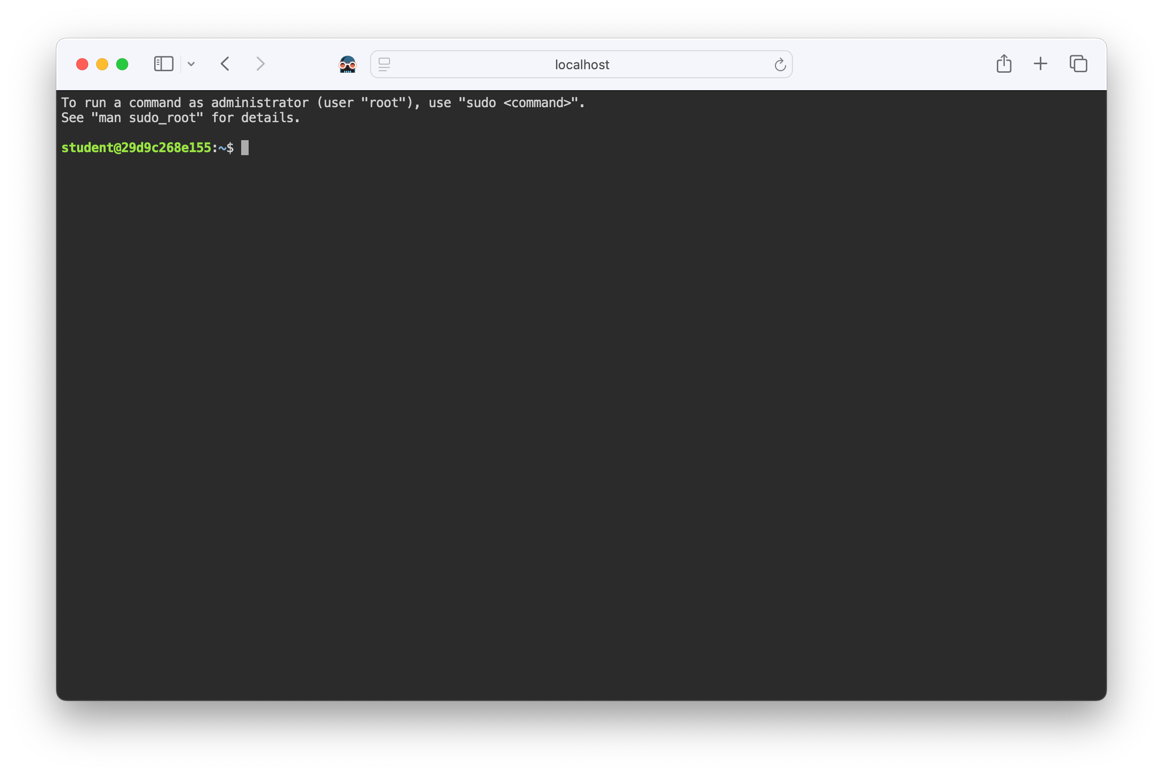 localhost
To run a command as administrator (user "root"), use "sudo <command>".
See "man sudo_root" for details.
student@29d9c268e155:~$